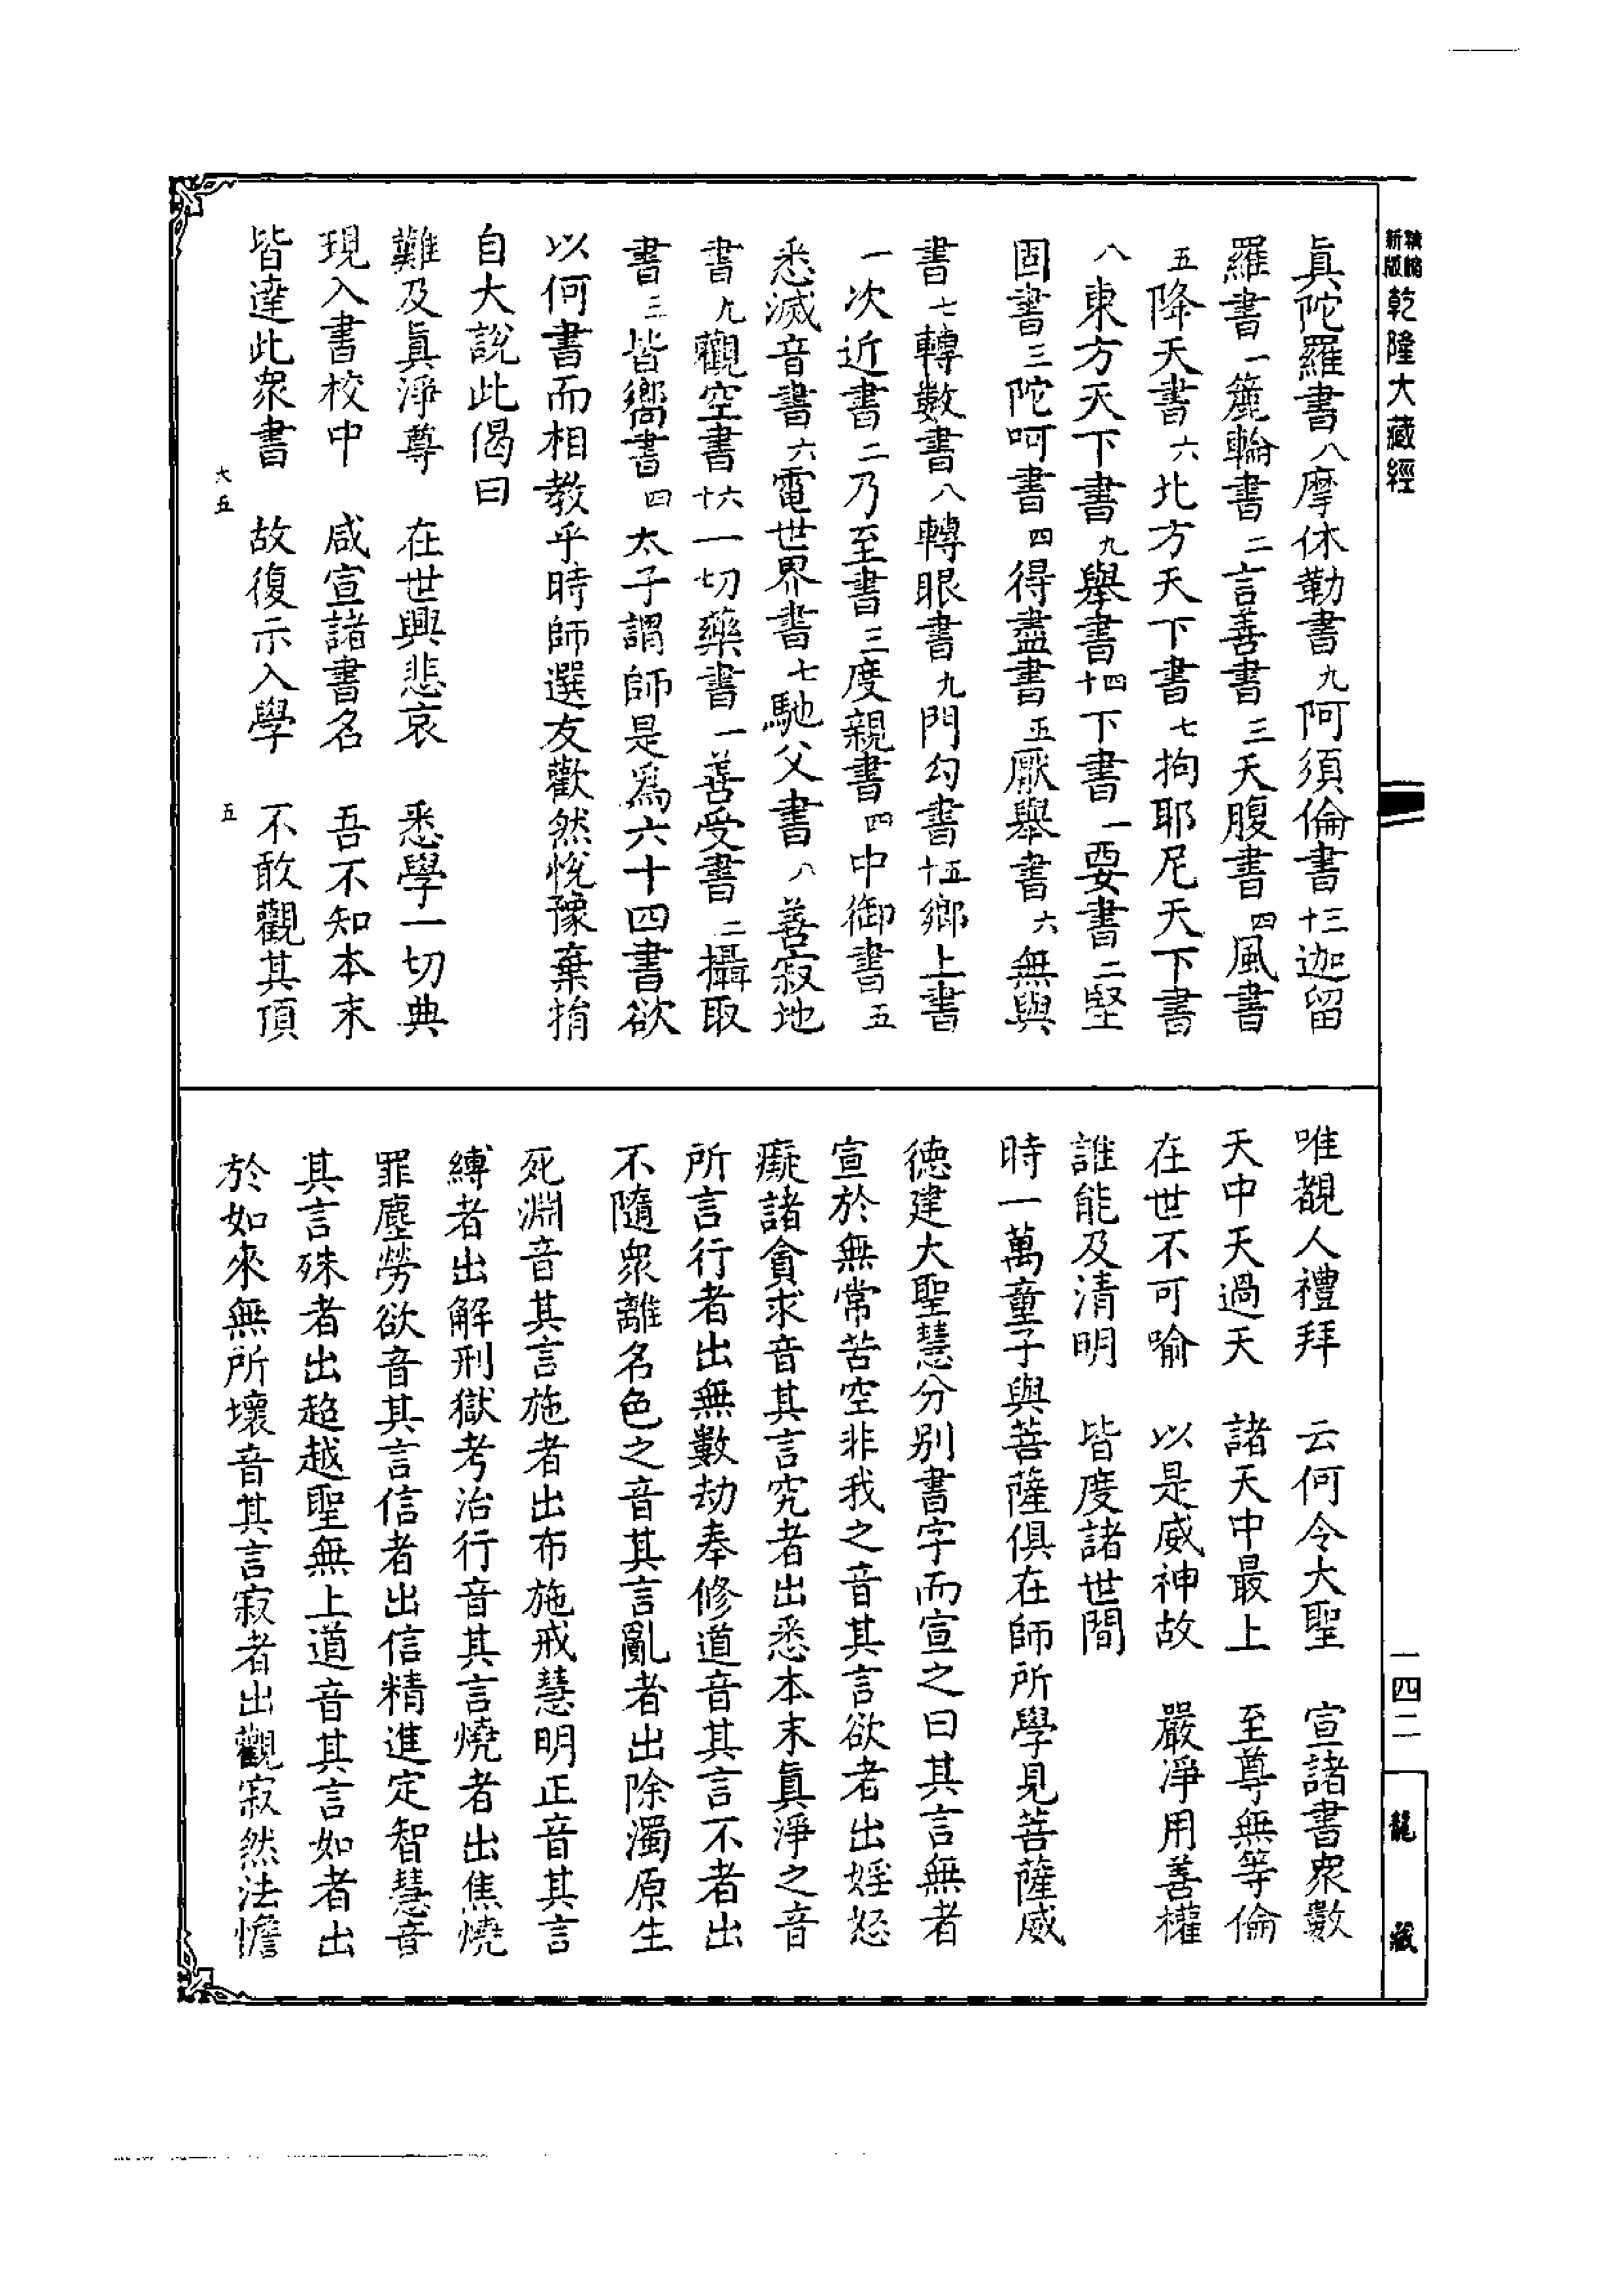 新版
精縮
乾隆大藏經
眞陀羅書八摩休勒書九阿須倫書三十迦留
羅書一簏輪書二言善書三天腹書四風書
五降天書六北方天下書七拘耶尼天下書
八東方天下書九舉書四十下書一要書二堅
固書三陀呵書四得盡書五厭舉書六無與
書七轉數書八轉眼書九門勾書五十鄉上書
一次近書二乃至書三度親書四中御書五
悉滅音書六電世界書七馳父書八善寂地
書九觀空書六十一切藥書一善受書二攝取
書三皆嚮書四太子謂師是爲六十四書欲
以何書而相教乎時師選友歡然悅豫棄捐
自大說此偈曰
難及眞淨尊　在世興悲哀　悉學一切典
現入書校中　咸宣諸書名　吾不知本末
皆達此衆書　故復示入學　不敢觀其頂
六五
五
唯覩人禮拜　云何令大聖　宣諸書衆數
天中天過天　諸天中最上　至尊無等倫
在世不可喻　以是威神故　嚴淨用善權
誰能及清明　皆度諸世間
時一萬童子與菩薩俱在師所學見菩薩威
德建大聖慧分別書字而宣之曰其言無者
宣於無常苦空非我之音其言欲者出婬怒
癡諸貪求音其言究者出悉本末眞淨之音
所言行者出無數劫奉修道音其言不者出
不隨衆離名色之音其言亂者出除濁原生
死淵音其言施者出布施戒慧明正音其言
縛者出解刑獄考治行音其言燒者出焦燒
罪塵勞欲音其言信者出信精進定智慧音
其言殊者出超越聖無上道音其言如者出
於如來無所壞音其言寂者出觀寂然法憺
一四二
龍藏